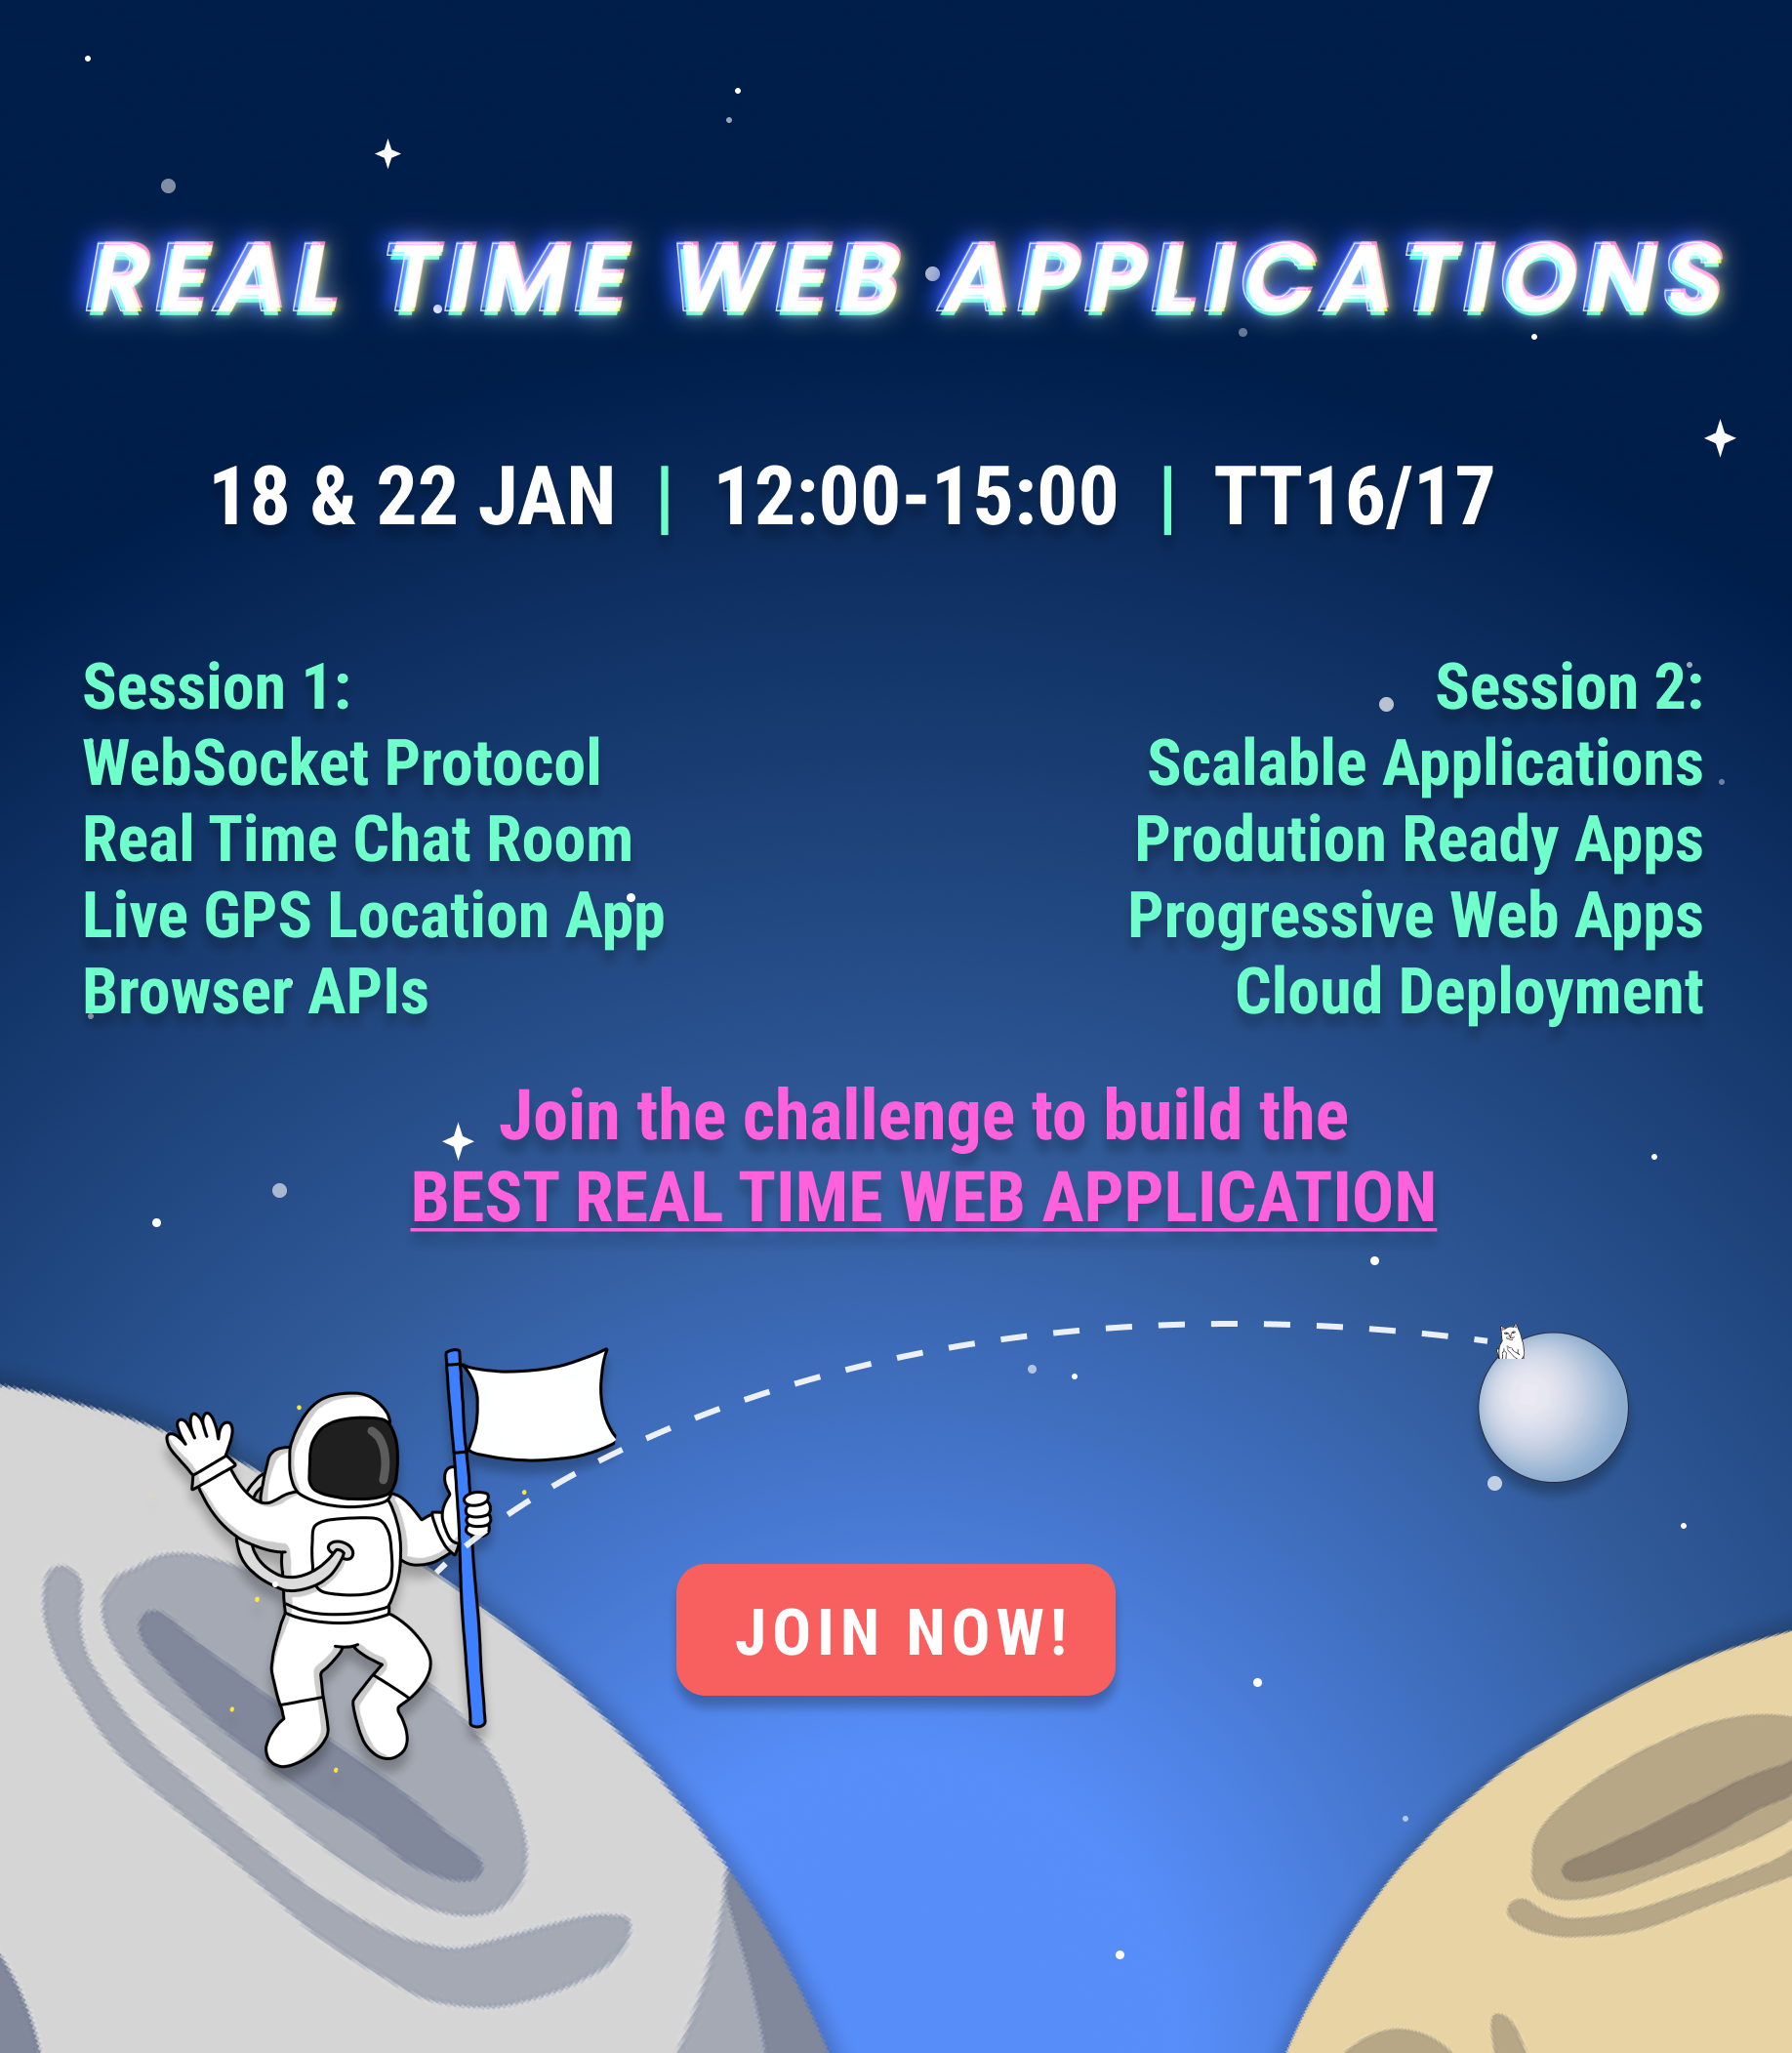 REAL TIME WEB APPLICATIONS
18 & 22 JAN | 12:00-15:00 | TT16/17
Session 1:
WebSocket Protocol
Real Time Chat Room
Live GPS Location App
Browser APIs
Session 2:
Scalable Applications
Prodution Ready Apps
Progressive Web Apps
Cloud Deployment
Join the challenge to build the
BEST REAL TIME WEB APPLICATION
JOIN NOW!